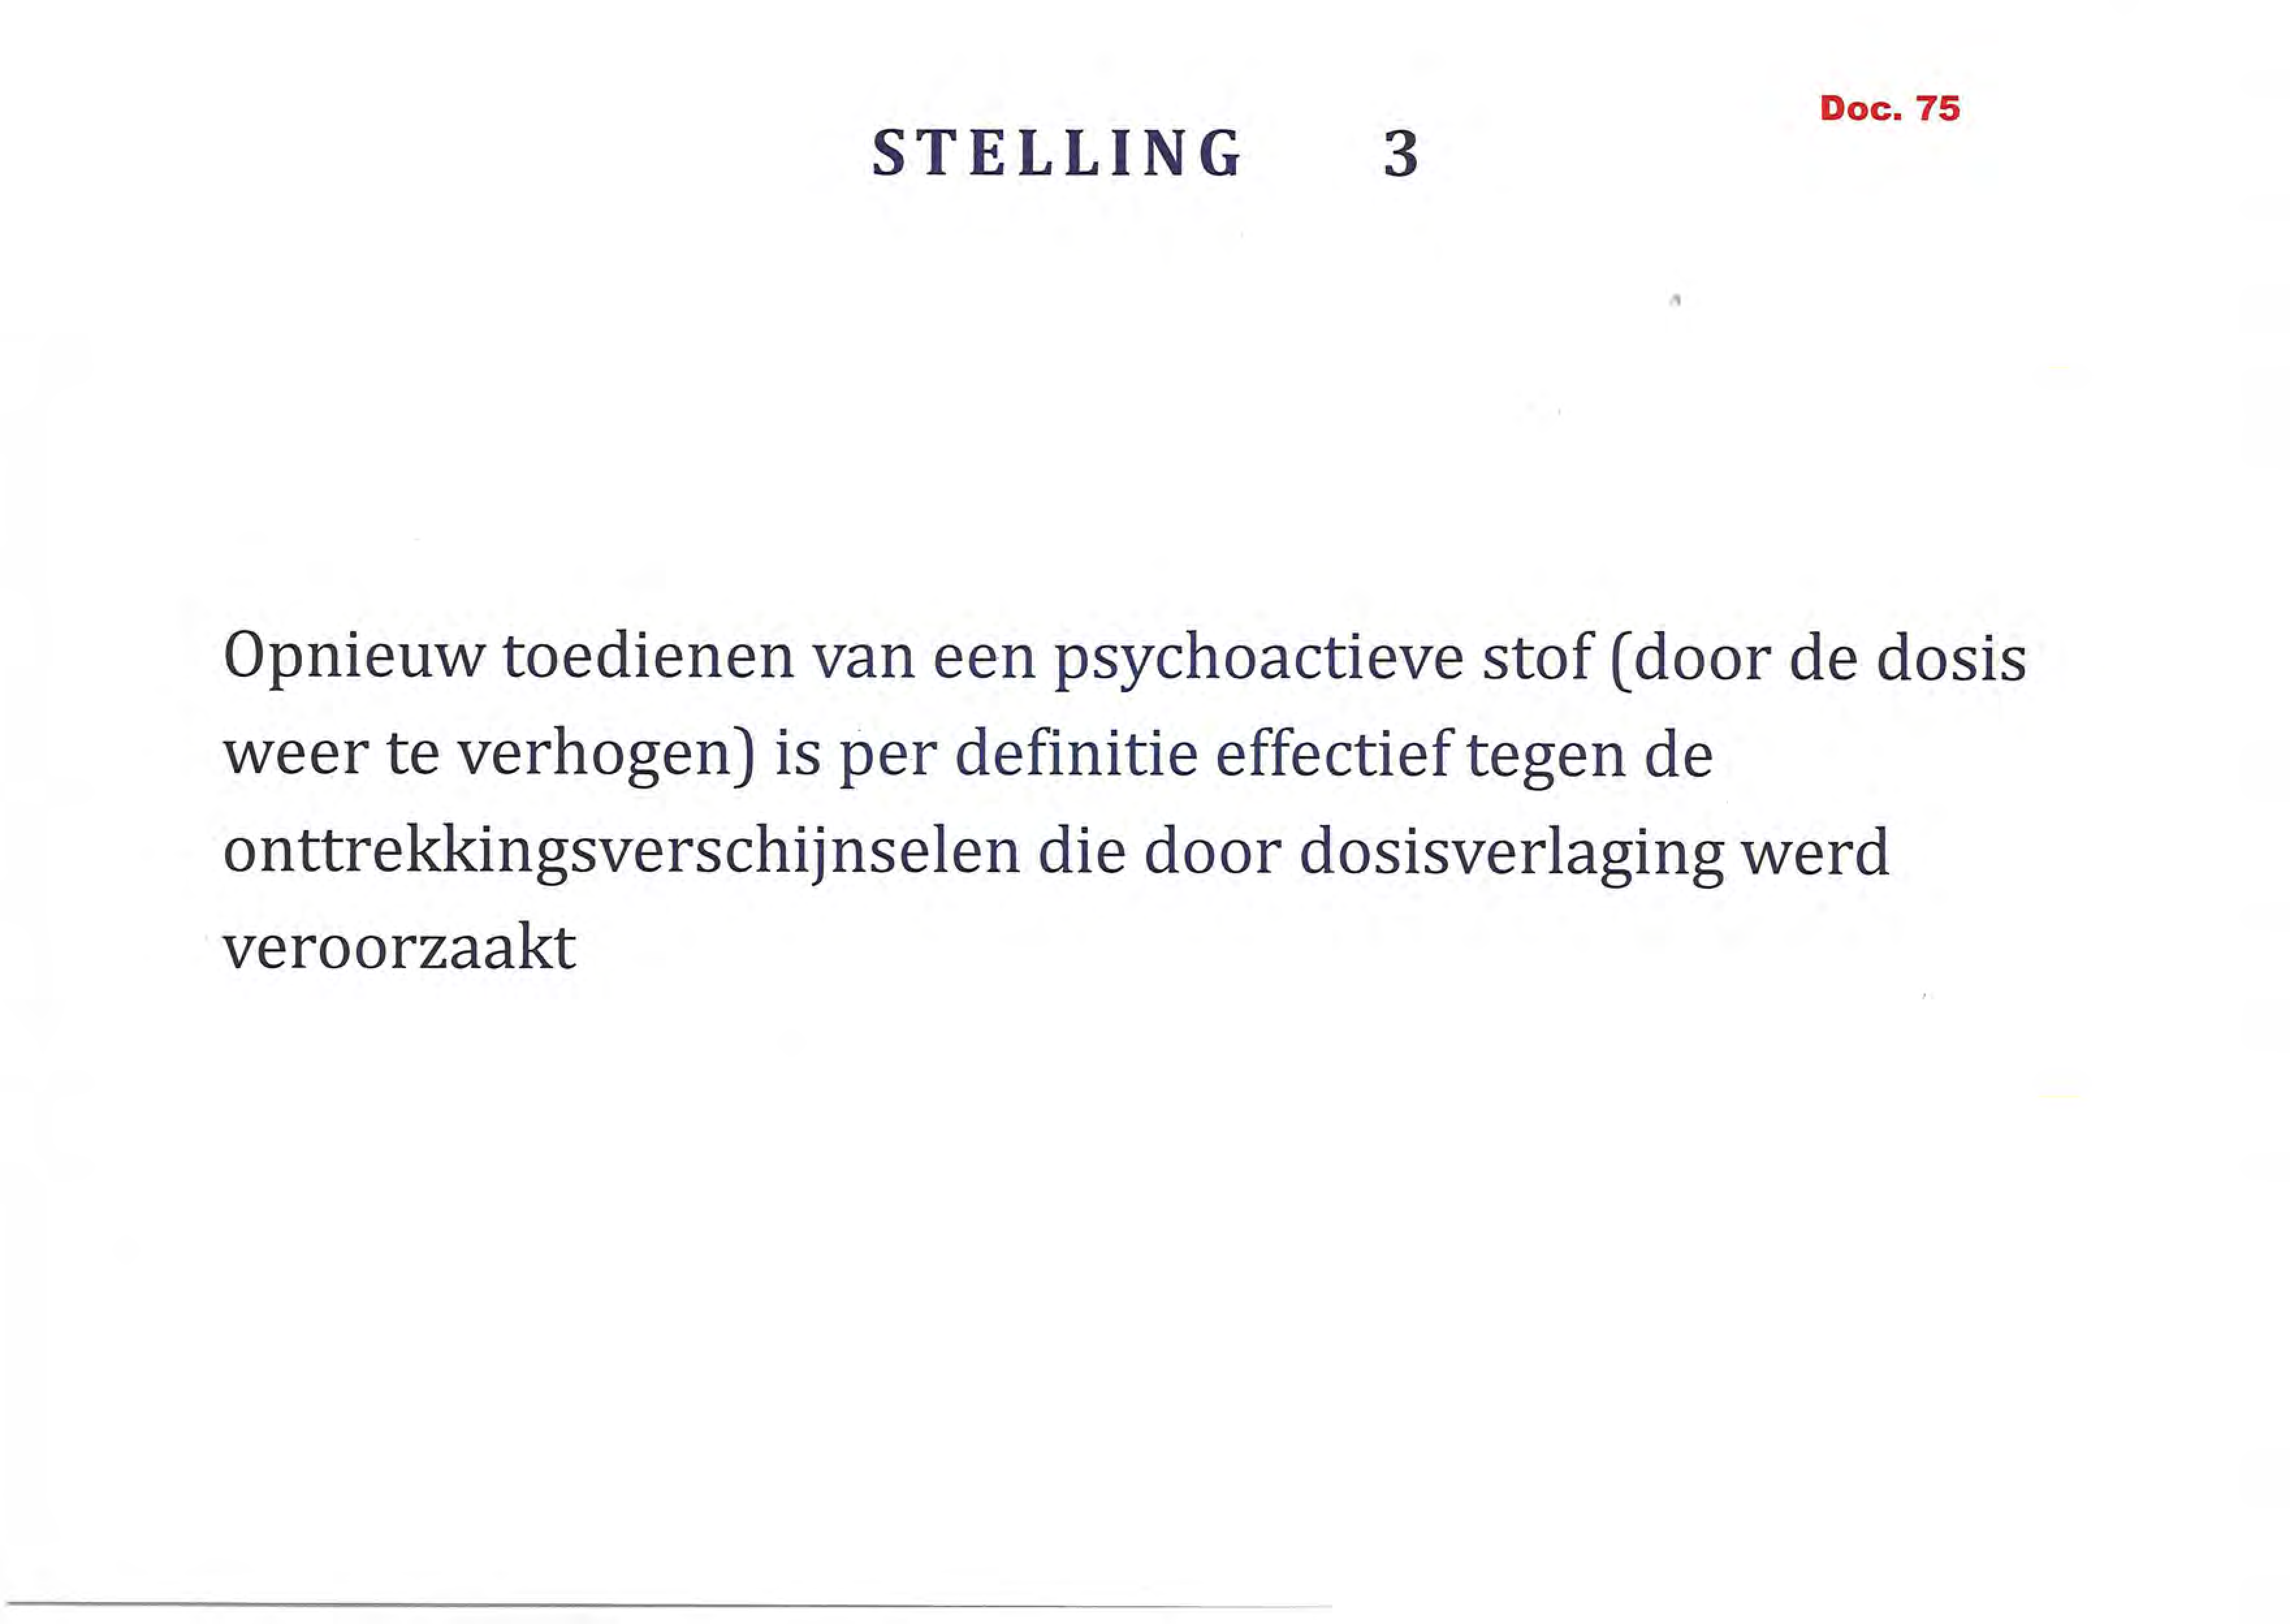 Doc. 75
STELLING 3
Opnieuw toedienen van een psychoactieve stof (door de dosis
weer te verhogen) is per definitie effectief tegen de
onttrekkingsverschijnselen die door dosisverlaging werd
veroorzaakt